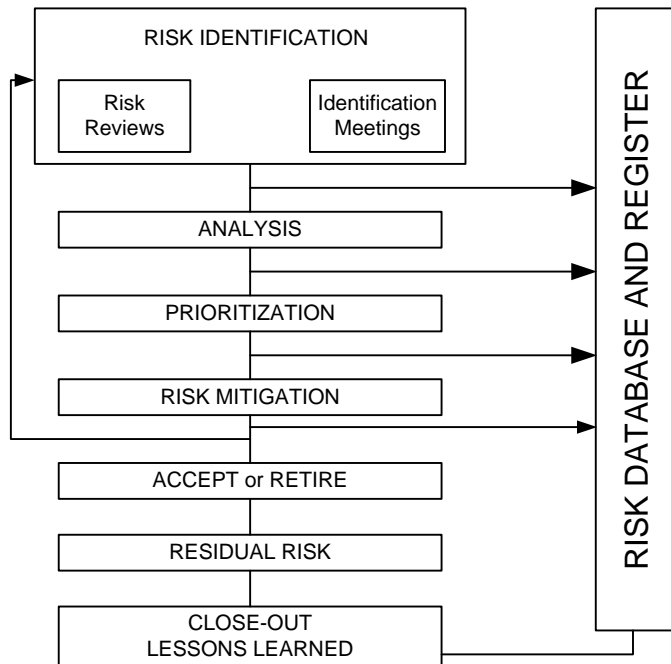 RISK IDENTIFICATION
Risk
Reviews
Identification
Meetings
ANALYSIS
PRIORITIZATION
RISK MITIGATION
ACCEPT or RETIRE
RESIDUAL RISK
CLOSE-OUT
LESSONS LEARNED
RISK DATABASE AND REGISTER